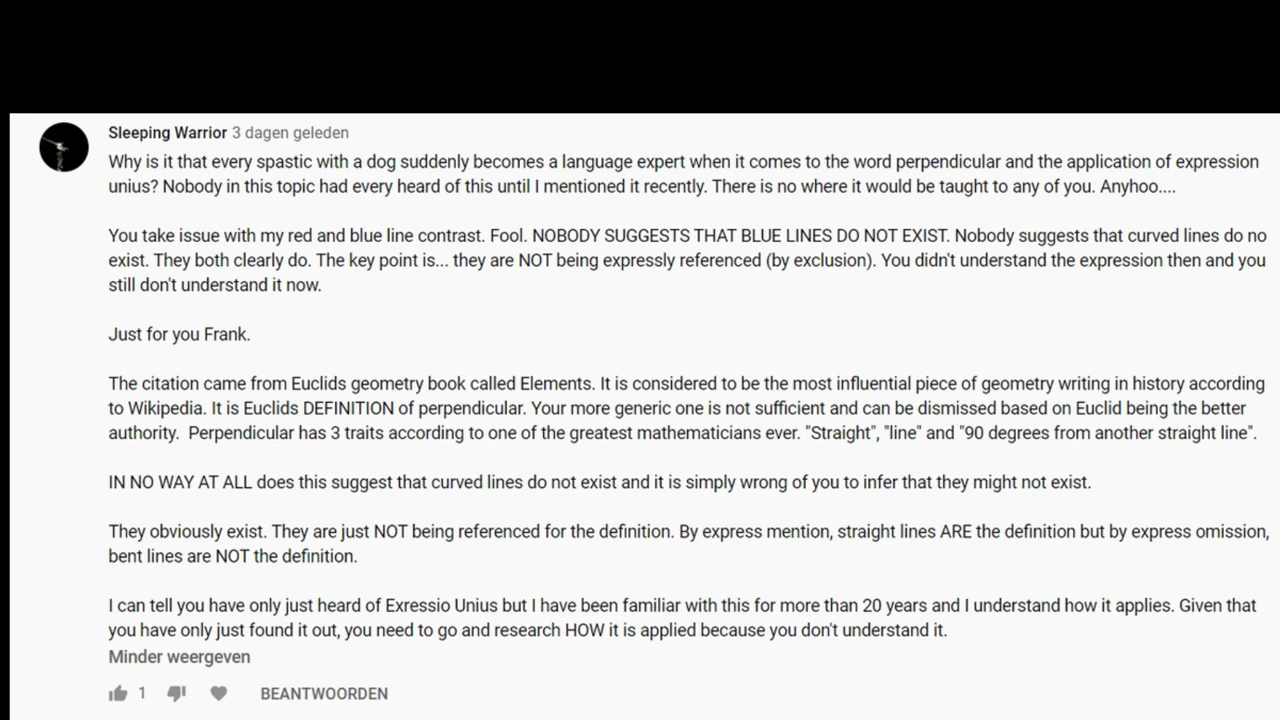 Sleeping Warrior 3 dagen geleden
Why is it that every spastic with a dog suddenly becomes a language expert when it comes to the word perpendicular and the application of expression
unius? Nobody in this topic had every heard of this until I mentioned it recently. There is no where it would be taught to any of you. Anyhoo....
You take issue with my red and blue line contrast. Fool. NOBODY SUGGESTS THAT BLUE LINES DO NOT EXIST. Nobody suggests that curved lines do no
exist. They both clearly do. The key point is... they are NOT being expressly referenced (by exclusion). You didn't understand the expression then and you
still don't understand it now.
Just for you Frank.
The citation came from Euclids geometry book called Elements. It is considered to be the most influential piece of geometry writing in history according
to Wikipedia. It is Euclids DEFINITION of perpendicular. Your more generic one is not sufficient and can be dismissed based on Euclid being the better
authority. Perpendicular has 3 traits according to one of the greatest mathematicians ever. "Straight", "line" and "90 degrees from another straight line".
IN NO WAY AT ALL does this suggest that curved lines do not exist and it is simply wrong of you to infer that they might not exist.
They obviously exist. They are just NOT being referenced for the definition. By express mention, straight lines ARE the definition but by express omission,
bent lines are NOT the definition.
I can tell you have only just heard of Exressio Unius but I have been familiar with this for more than 20 years and I understand how it applies. Given that
you have only just found it out, you need to go and research HOW it is applied because you don't understand it.
Minder weergeven
1 BEANTWOORDEN